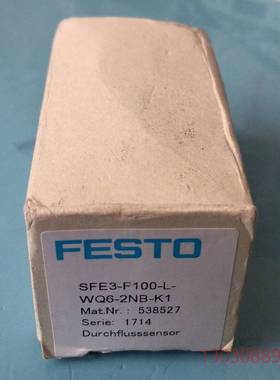 FESTO
SFE3-F100-L-
WQ6-2NB-K1
Mat.Nr.: 538527
Serie: 1714
Durchflusssensor